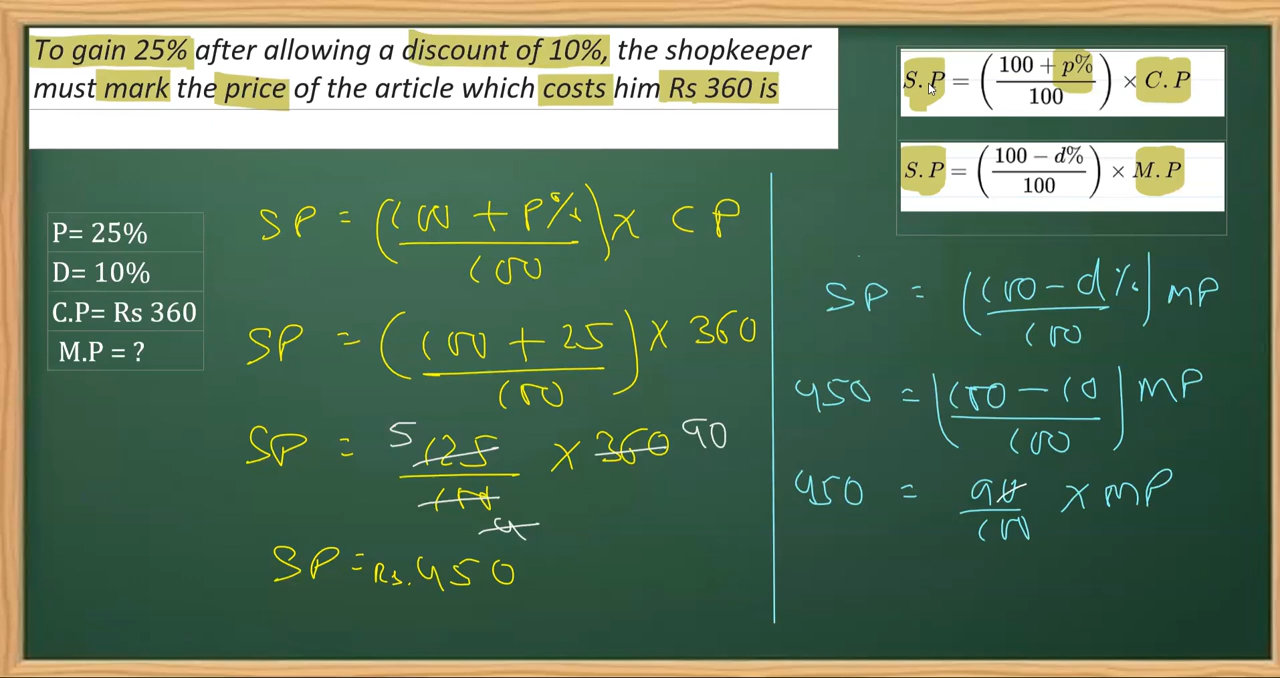 To gain 25% after allowing a discount of 10%, the shopkeeper
must mark the price of the article which costs him Rs 360 is
S.P = (100 + p% / 100) × C.P
S.P = (100 − d% / 100) × M.P
P= 25%
D= 10%
C.P= Rs 360
M.P = ?
SP = (100 + P% / 100) × CP
SP = (100 + 25 / 100) × 360
SP = 5 125 / 100 4 × 360 90
SP = Rs. 450
SP = (100 − d% / 100) MP
450 = (100 − 10 / 100) MP
450 = 90 / 100 × MP